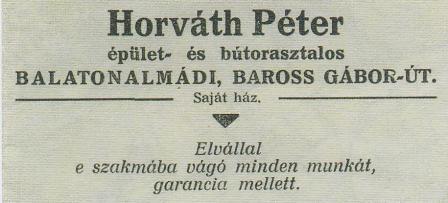 Horváth Péter
épület- és bútorasztalos
BALATONALMÁDI, BAROSS GÁBOR-ÚT.
Saját ház.
Elvállal
e szakmába vágó minden munkát,
garancia mellett.